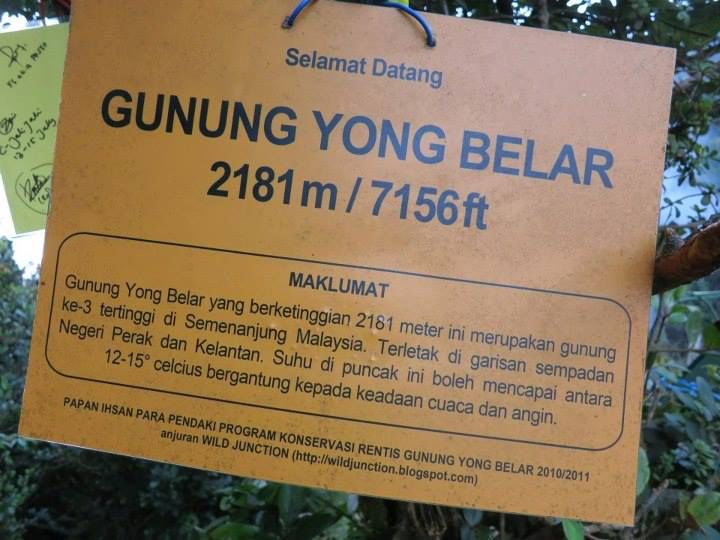 Selamat Datang
GUNUNG YONG BELAR
2181m / 7156ft
MAKLUMAT
Gunung Yong Belar yang berketinggian 2181 meter ini merupakan gunung
ke-3 tertinggi di Semenanjung Malaysia. Terletak di garisan sempadan
Negeri Perak dan Kelantan. Suhu di puncak ini boleh mencapai antara
12-15° celcius bergantung kepada keadaan cuaca dan angin.
PAPAN IHSAN PARA PENDAKI PROGRAM KONSERVASI RENTIS GUNUNG YONG BELAR 2010/2011
anjuran WILD JUNCTION (http://wildjunction.blogspot.com)